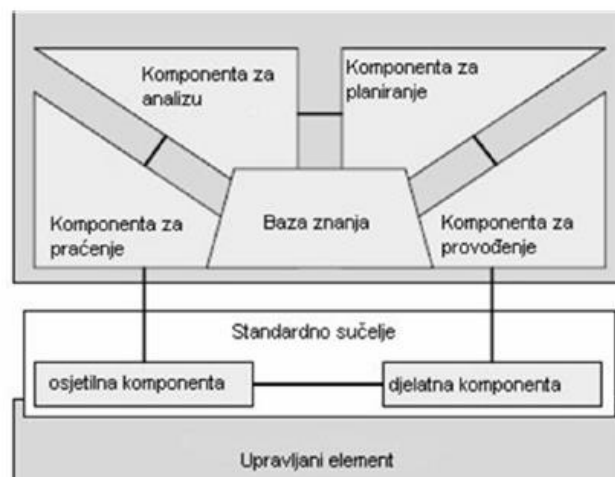 Komponenta za
analizu
Komponenta za
planiranje
Komponenta za
praćenje
Baza znanja
Komponenta za
provođenje
Standardno sučelje
osjetilna komponenta
djelatna komponenta
Upravljani element